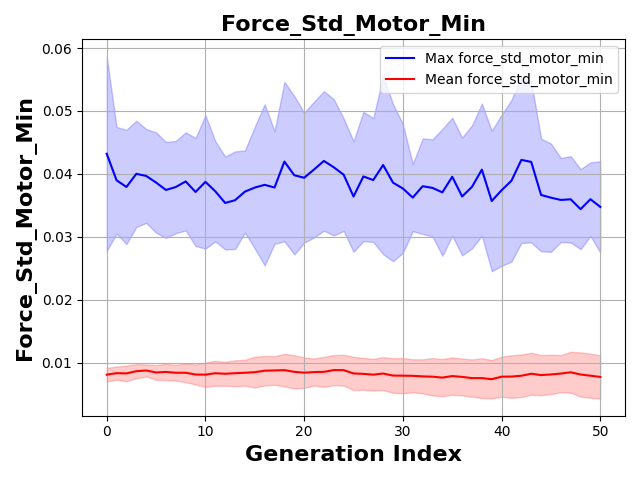 Force_Std_Motor_Min
Max force_std_motor_min
Mean force_std_motor_min
Force_Std_Motor_Min
0.06
0.05
0.04
0.03
0.02
0.01
0 10 20 30 40 50
Generation Index